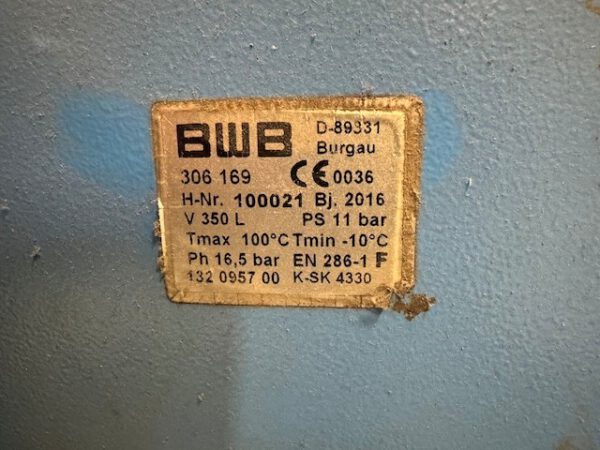 BWB D-89331
Burgau
306 169 CE 0036
H-Nr. 100021 Bj. 2016
V 350 L PS 11 bar
Tmax 100°C Tmin -10°C
Ph 16,5 bar EN 286-1 F
132 0957 00 K-SK 4330